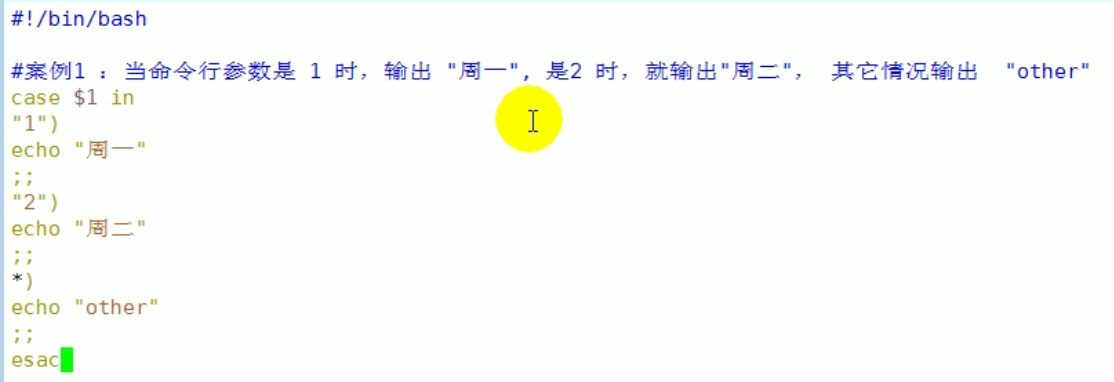 #!/bin/bash
#案例1 ：当命令行参数是 1 时，输出 "周一", 是2 时，就输出"周二"， 其它情况输出  "other"
case $1 in
"1")
echo "周一"
;;
"2")
echo "周二"
;;
*)
echo "other"
;;
esac